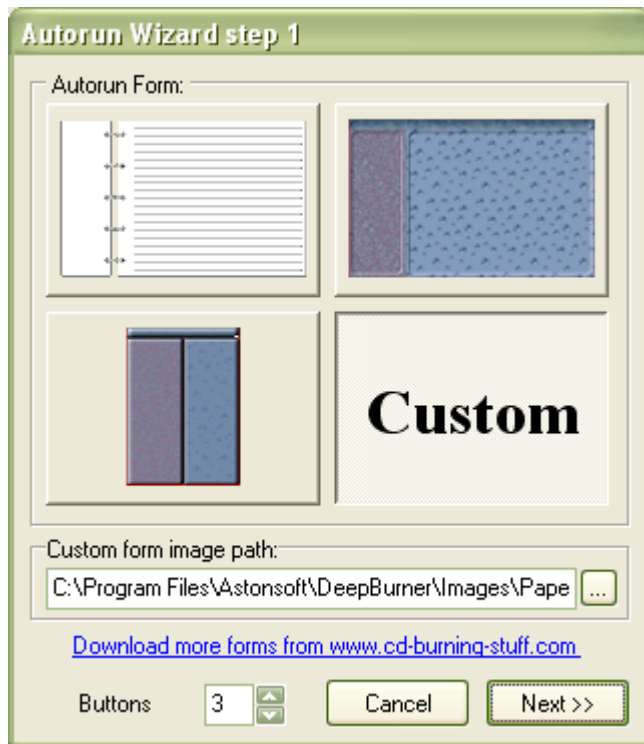 Autorun Wizard step 1
Autorun Form:
Custom
Custom form image path:
C:\Program Files\Astonsoft\DeepBurner\Images\Pape
...
Download more forms from www.cd-burning-stuff.com
Buttons 3 Cancel Next >>